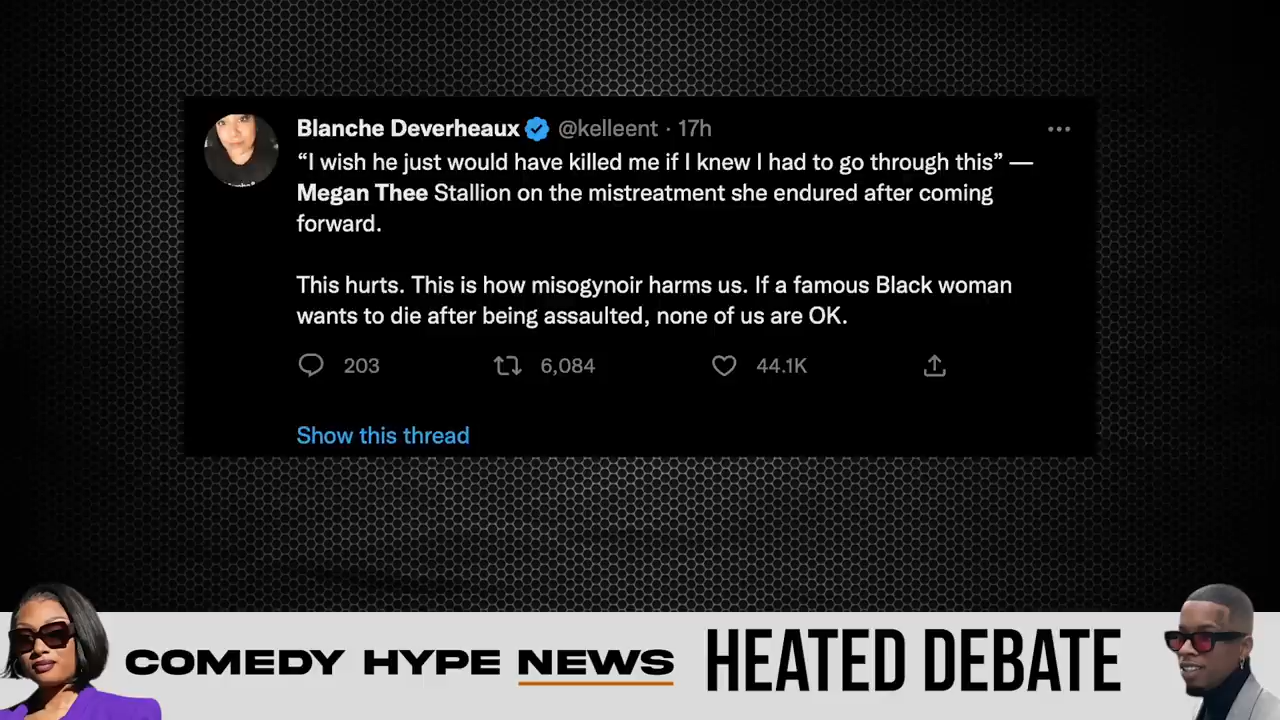 Blanche Deverheaux @kelleent · 17h
“I wish he just would have killed me if I knew I had to go through this” —
Megan Thee Stallion on the mistreatment she endured after coming
forward.
This hurts. This is how misogynoir harms us. If a famous Black woman
wants to die after being assaulted, none of us are OK.
203 6,084 44.1K
Show this thread
COMEDY HYPE NEWS HEATED DEBATE